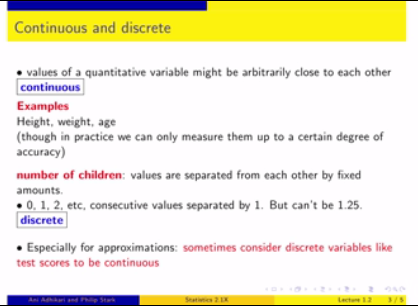 Continuous and discrete
• values of a quantitative variable might be arbitrarily close to each other
continuous
Examples
Height, weight, age
(though in practice we can only measure them up to a certain degree of
accuracy)
number of children: values are separated from each other by fixed
amounts.
• 0, 1, 2, etc, consecutive values separated by 1. But can't be 1.25.
discrete
• Especially for approximations: sometimes consider discrete variables like
test scores to be continuous
Ani Adhikari and Philip Stark Statistics 2.1X Lecture 1.2 3 / 5